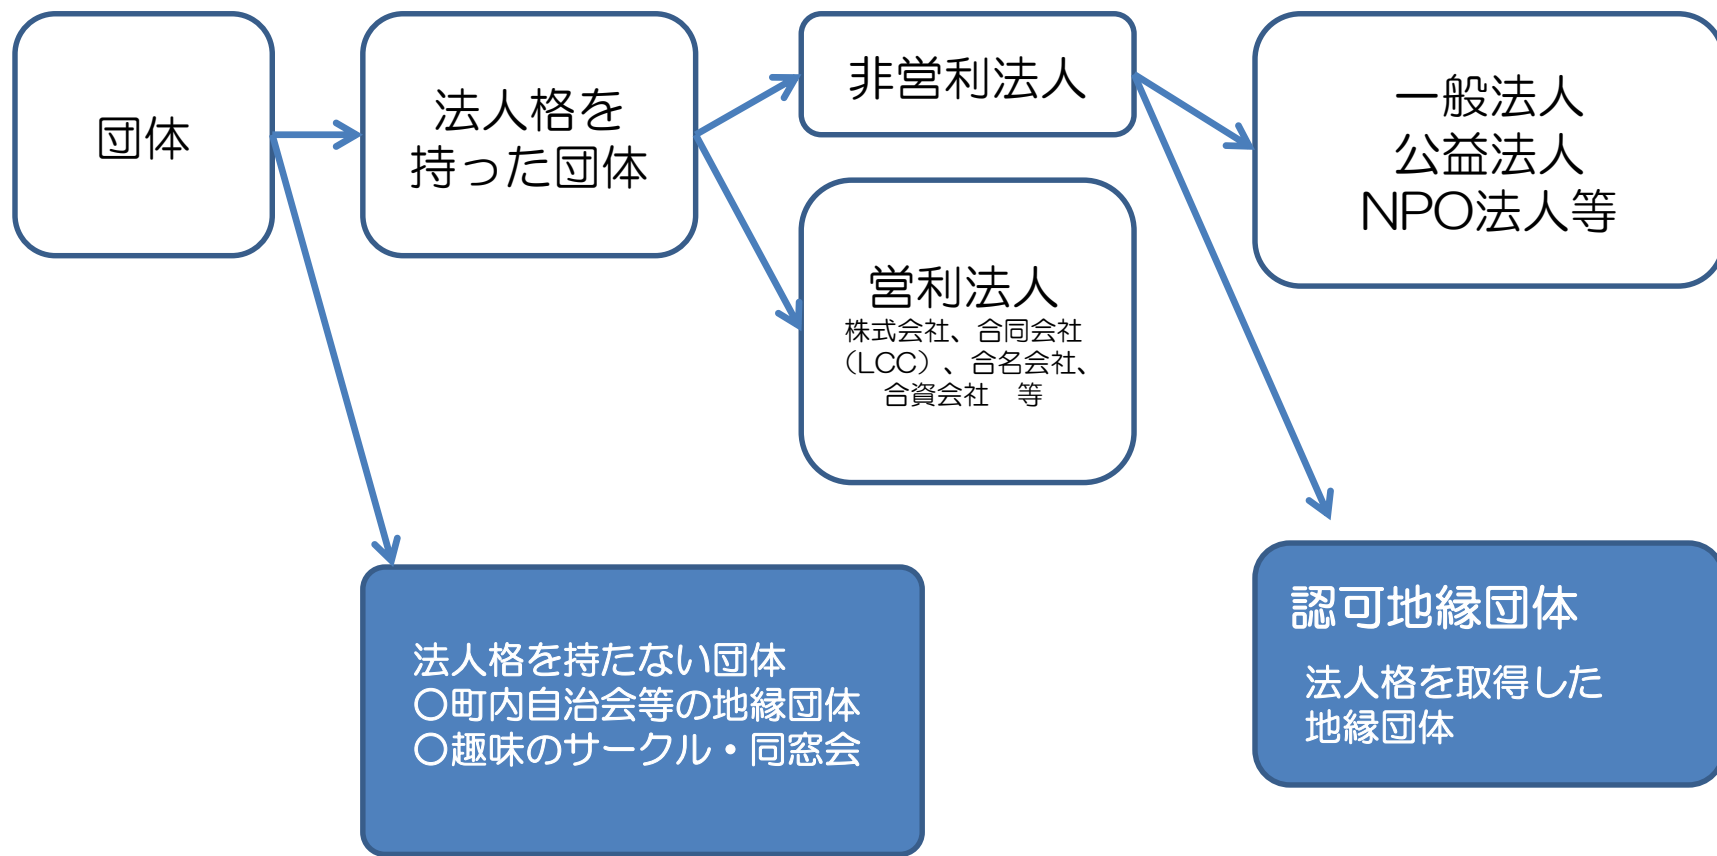 団体
法人格を
持った団体
非営利法人
営利法人
株式会社、合同会社
（LCC）、合名会社、
合資会社　等
一般法人
公益法人
NPO法人等
法人格を持たない団体
〇町内自治会等の地縁団体
〇趣味のサークル・同窓会
認可地縁団体
法人格を取得した
地縁団体